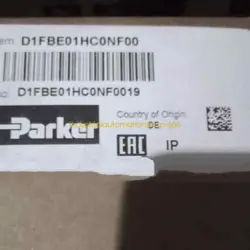 em: D1FBE01HC0NF00
D1FBE01HC0NF0019
Country of Origin
DE
Parker
EAC IP